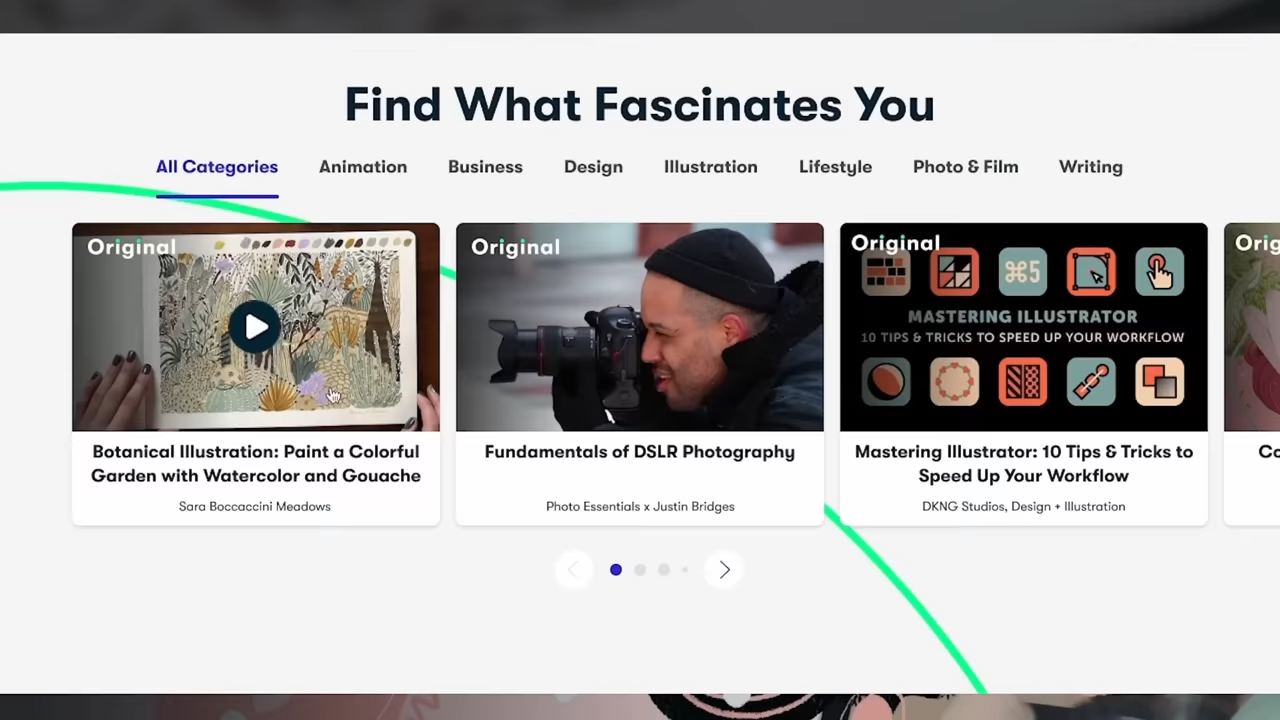 Find What Fascinates You
All Categories
Animation
Business
Design
Illustration
Lifestyle
Photo & Film
Writing
Original
Original
Original
Orig
⌘5
MASTERING ILLUSTRATOR
10 TIPS & TRICKS TO SPEED UP YOUR WORKFLOW
Botanical Illustration: Paint a Colorful
Garden with Watercolor and Gouache
Sara Boccaccini Meadows
Fundamentals of DSLR Photography
Photo Essentials x Justin Bridges
Mastering Illustrator: 10 Tips & Tricks to
Speed Up Your Workflow
DKNG Studios, Design + Illustration
Co